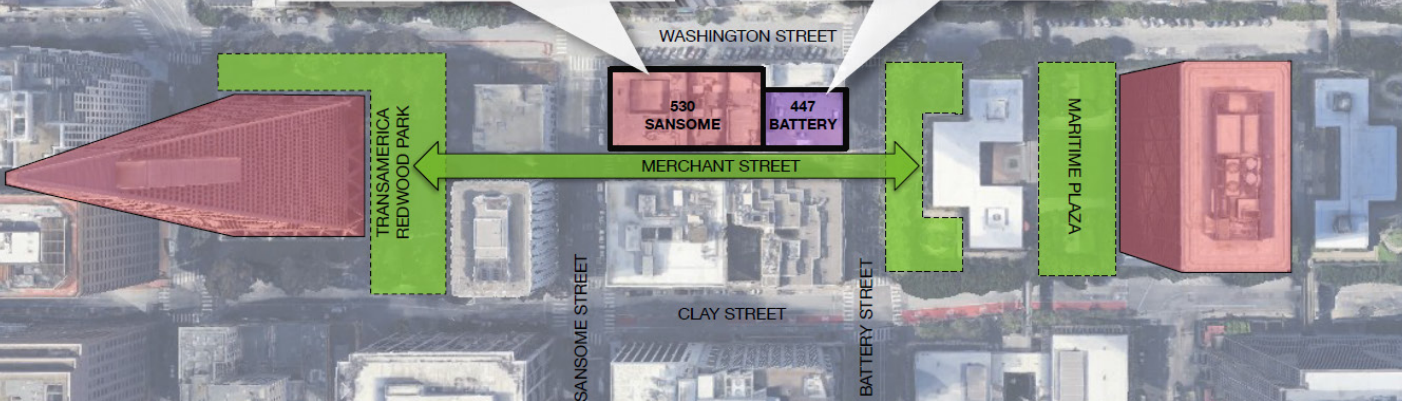 WASHINGTON STREET
530
SANSOME
447
BATTERY
MERCHANT STREET
TRANSAMERICA
REDWOOD PARK
MARITIME PLAZA
SANSOME STREET
CLAY STREET
BATTERY STREET